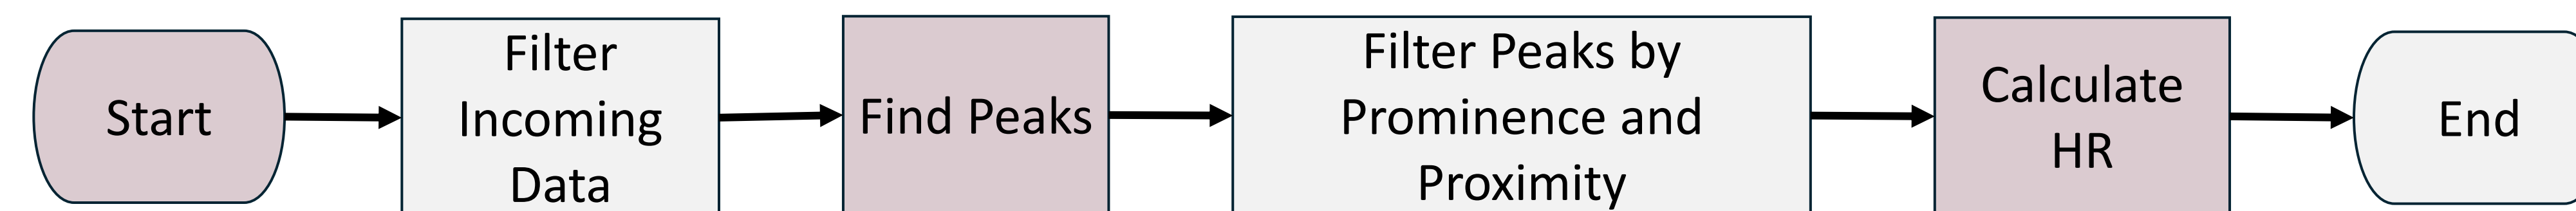 Start
Filter
Incoming
Data
Find Peaks
Filter Peaks by
Prominence and
Proximity
Calculate
HR
End